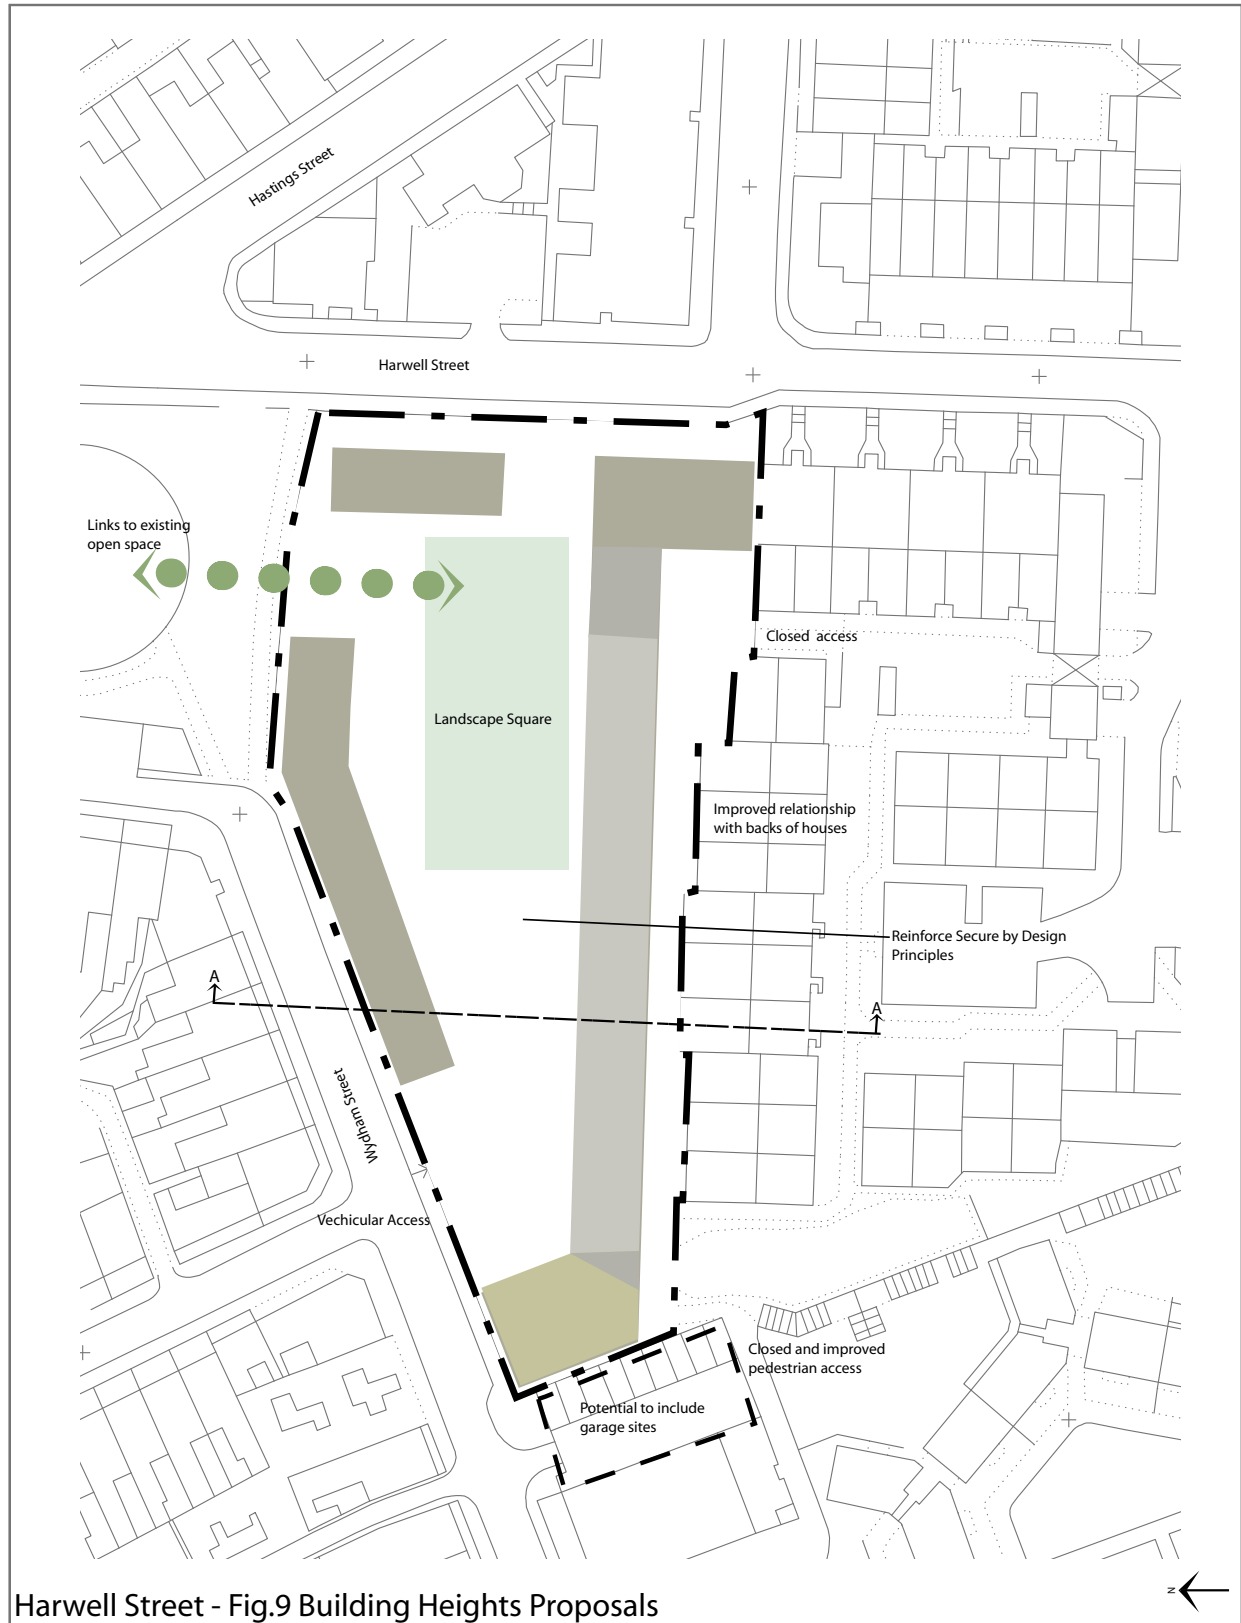 Hastings Street
Harwell Street
Links to existing
open space
Closed access
Landscape Square
Improved relationship
with backs of houses
Reinforce Secure by Design
Principles
A
A
Wydham Street
Vechicular Access
Closed and improved
pedestrian access
Potential to include
garage sites
N
Harwell Street - Fig.9 Building Heights Proposals